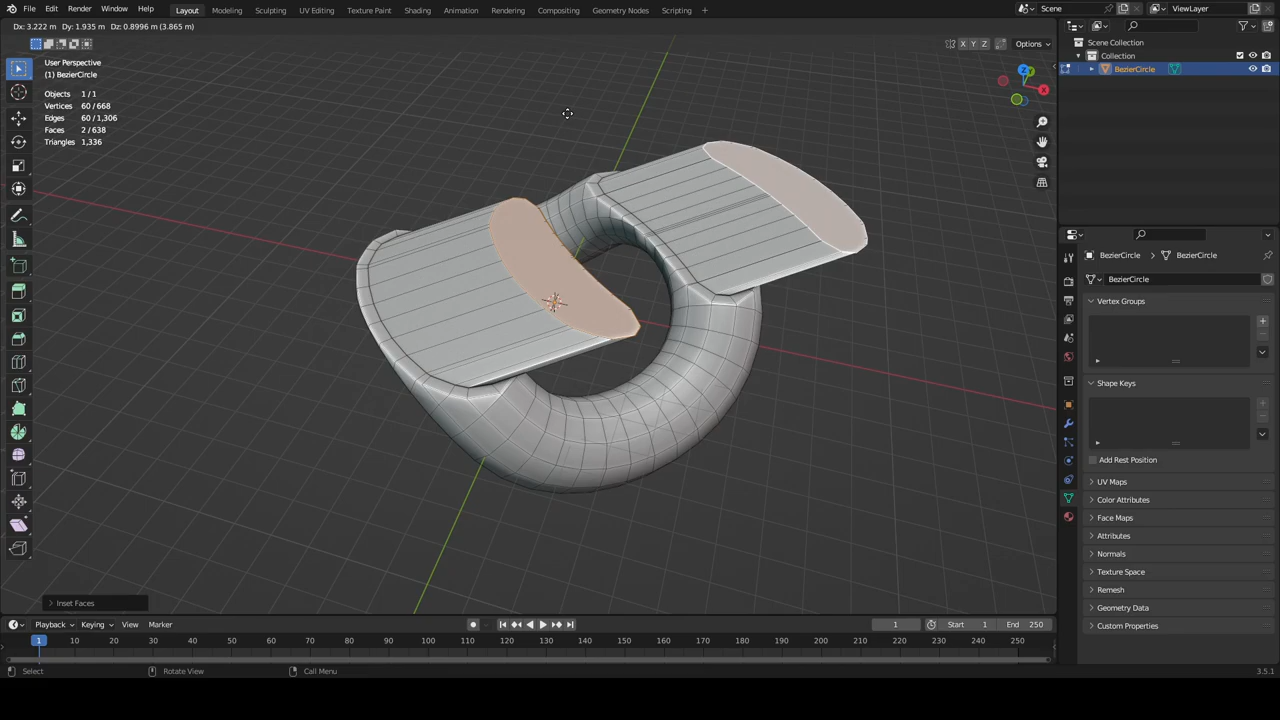 File Edit Render Window Help Layout Modeling Sculpting UV Editing Texture Paint Shading Animation Rendering Compositing Geometry Nodes Scripting + Scene ViewLayer
Dx: 3.222 m Dy: 1.935 m Dz: 0.8996 m (3.865 m)
X Y Z Options
User Perspective
(1) BezierCircle
Objects 1/1
Vertices 60/668
Edges 60/1,306
Faces 2/638
Triangles 1,336
Z
X
Scene Collection
Collection
BezierCircle
BezierCircle BezierCircle
BezierCircle
Vertex Groups
Shape Keys
Add Rest Position
UV Maps
Color Attributes
Face Maps
Attributes
Normals
Texture Space
Remesh
Geometry Data
Custom Properties
Inset Faces
Playback Keying View Marker 1 Start 1 End 250
1 10 20 30 40 50 60 70 80 90 100 110 120 130 140 150 160 170 180 190 200 210 220 230 240 250
Select Rotate View Call Menu 3.5.1